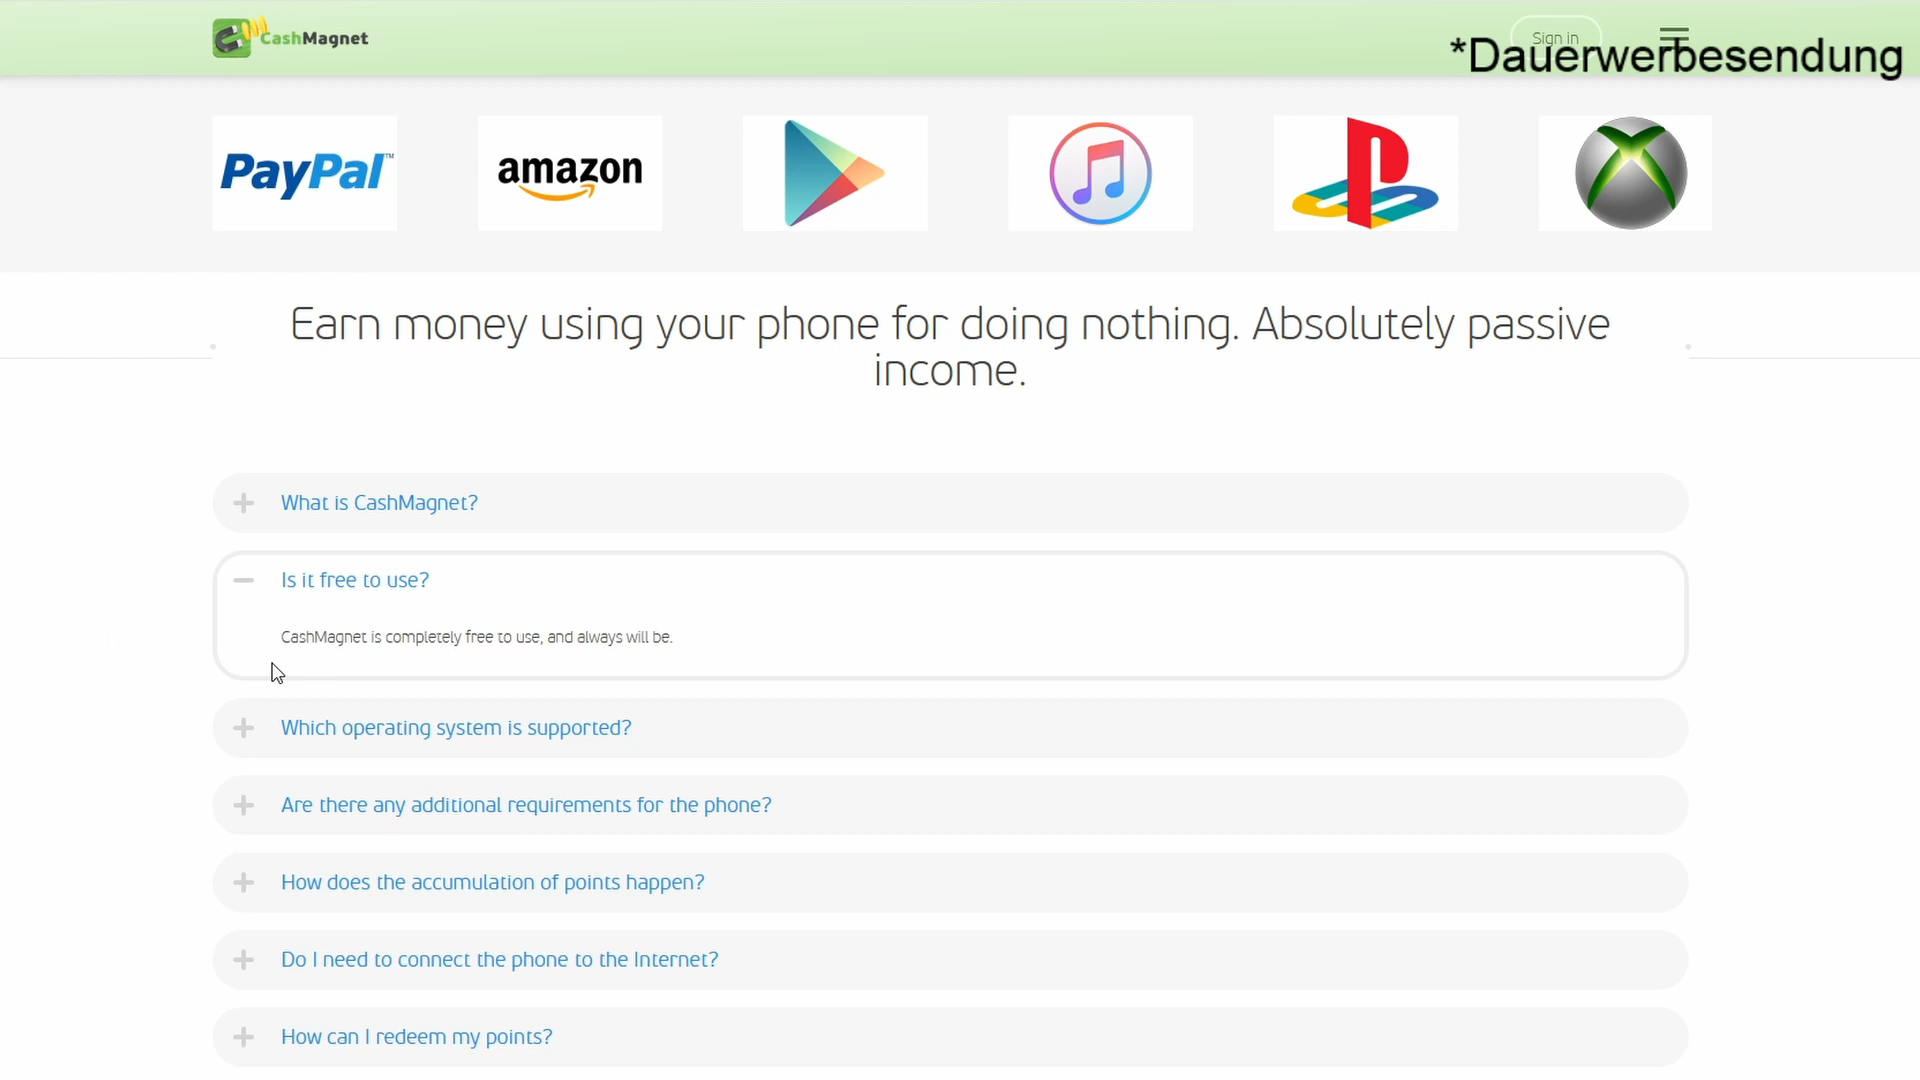 CashMagnet
Sign in
*Dauerwerbesendung
PayPal™
amazon
Earn money using your phone for doing nothing. Absolutely passive
income.
What is CashMagnet?
Is it free to use?
CashMagnet is completely free to use, and always will be.
Which operating system is supported?
Are there any additional requirements for the phone?
How does the accumulation of points happen?
Do I need to connect the phone to the Internet?
How can I redeem my points?